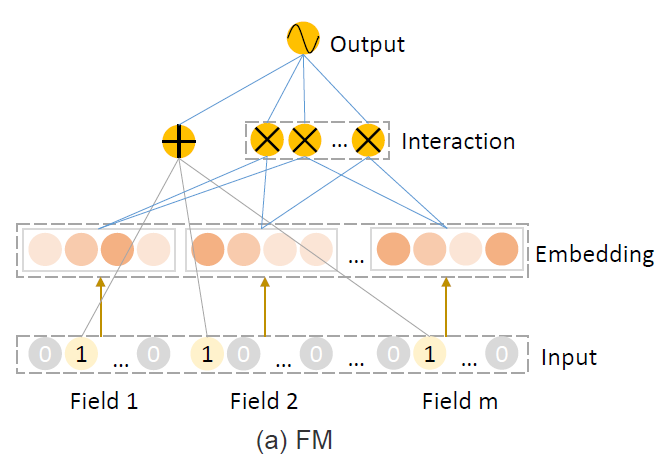 Output
... Interaction
... Embedding
0 1 ... 0 1 0 ... 0 ... 0 1 ... 0 Input
Field 1 Field 2 Field m
(a) FM